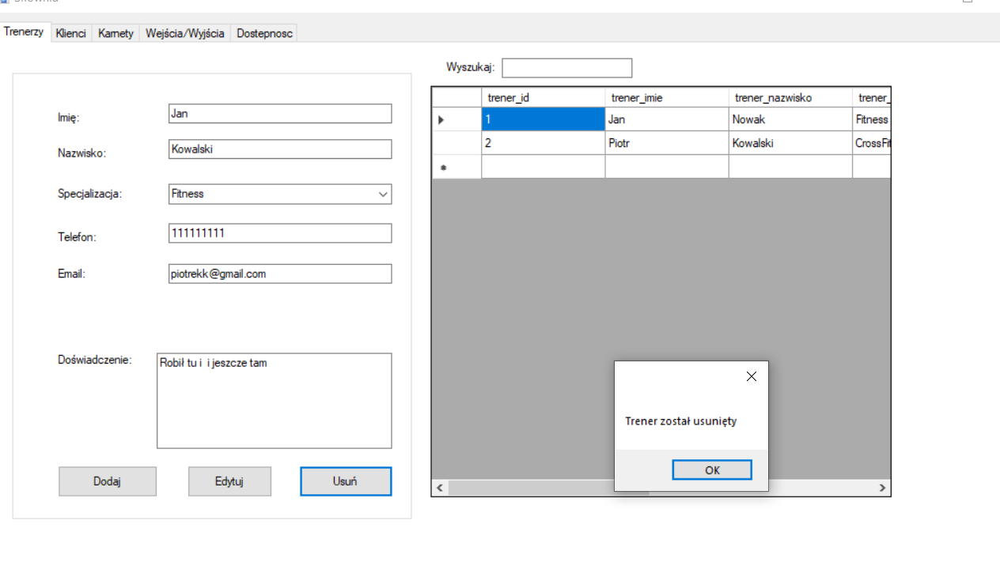 Trenerzy Klienci Karnety Wejścia/Wyjścia Dostepnosc
Wyszukaj:
Imię: Jan
Nazwisko: Kowalski
Specjalizacja: Fitness
Telefon: 111111111
Email: piotrekk@gmail.com
Doświadczenie: Robił tu i  i jeszcze tam
Dodaj Edytuj Usuń
trener_id trener_imie trener_nazwisko trener_
1 Jan Nowak Fitness
2 Piotr Kowalski CrossFit
Trener został usunięty
OK